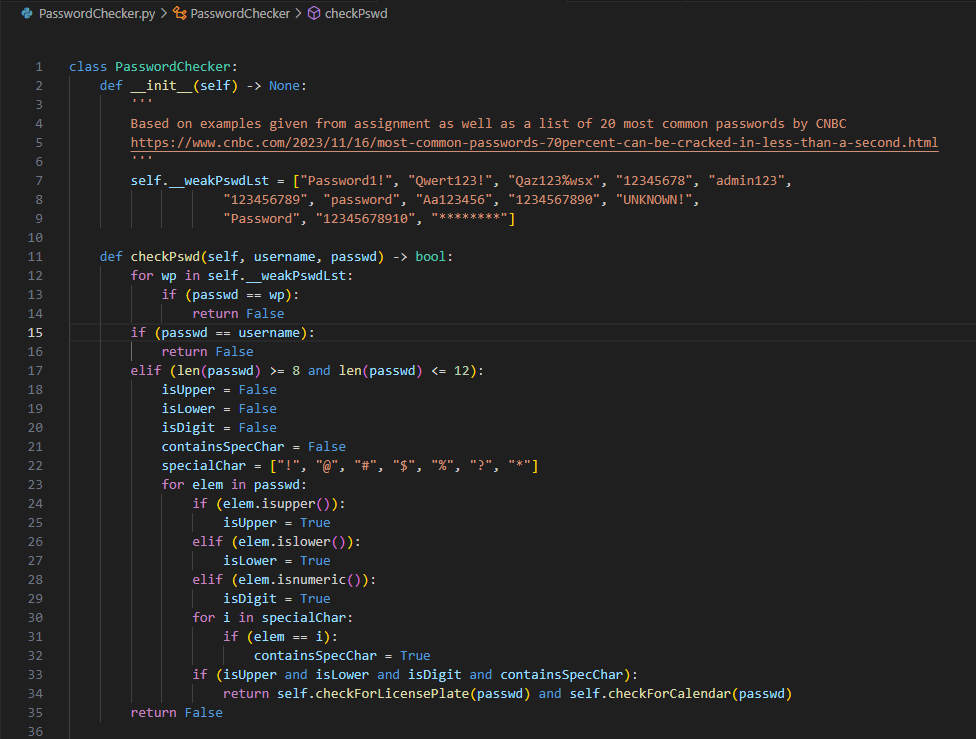 PasswordChecker.py > PasswordChecker > checkPswd
1 class PasswordChecker:
2     def __init__(self) -> None:
3         '''
4         Based on examples given from assignment as well as a list of 20 most common passwords by CNBC
5         https://www.cnbc.com/2023/11/16/most-common-passwords-70percent-can-be-cracked-in-less-than-a-second.html
6         '''
7         self.__weakPswdLst = ["Password1!", "Qwert123!", "Qaz123%wsx", "12345678", "admin123",
8                     "123456789", "password", "Aa123456", "1234567890", "UNKNOWN!",
9                     "Password", "12345678910", "********"]
10
11     def checkPswd(self, username, passwd) -> bool:
12         for wp in self.__weakPswdLst:
13             if (passwd == wp):
14                 return False
15         if (passwd == username):
16             return False
17         elif (len(passwd) >= 8 and len(passwd) <= 12):
18             isUpper = False
19             isLower = False
20             isDigit = False
21             containsSpecChar = False
22             specialChar = ["!", "@", "#", "$", "%", "?", "*"]
23             for elem in passwd:
24                 if (elem.isupper()):
25                     isUpper = True
26                 elif (elem.islower()):
27                     isLower = True
28                 elif (elem.isnumeric()):
29                     isDigit = True
30                 for i in specialChar:
31                     if (elem == i):
32                         containsSpecChar = True
33                 if (isUpper and isLower and isDigit and containsSpecChar):
34                     return self.checkForLicensePlate(passwd) and self.checkForCalendar(passwd)
35         return False
36